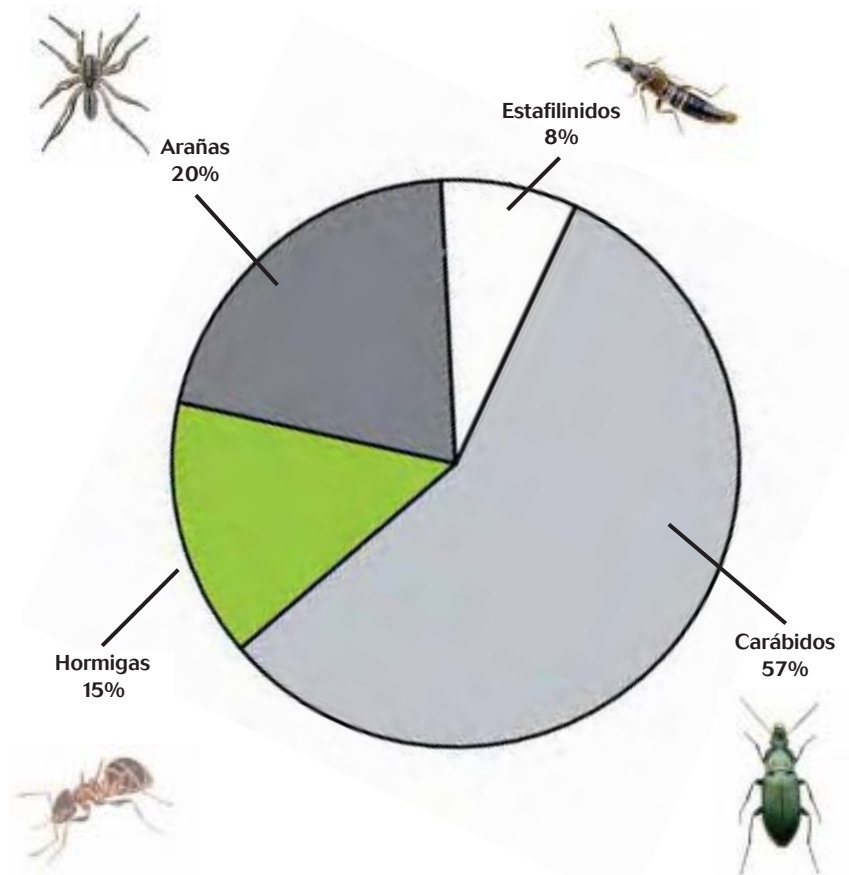 Estafilinidos
8%
Arañas
20%
Hormigas
15%
Carábidos
57%